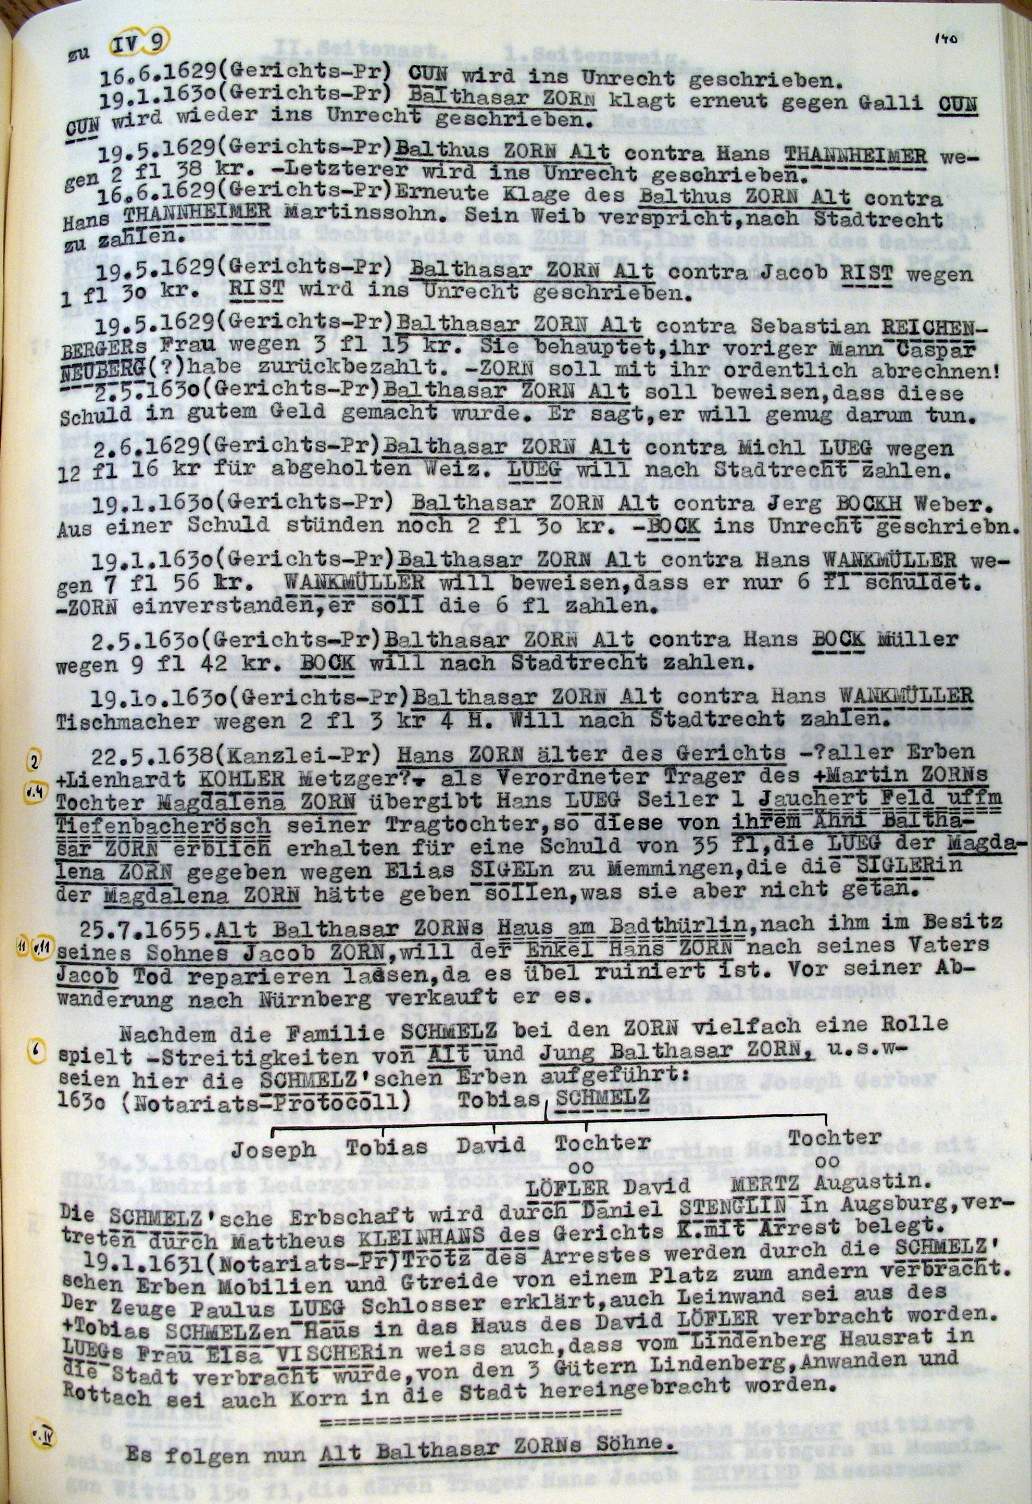 zu IV 9
140
16.6.1629(Gerichts-Pr) CUN wird ins Unrecht geschrieben.
19.1.163o(Gerichts-Pr) Balthasar ZORN klagt erneut gegen Galli CUN
CUN wird wieder ins Unrecht geschrieben.
19.5.1629(Gerichts-Pr)Balthus ZORN Alt contra Hans THANNHEIMER we-
gen 2 fl 38 kr. -Letzterer wird ins Unrecht geschrieben.
16.6.1629(Gerichts-Pr)Erneute Klage des Balthus ZORN Alt contra
Hans THANNHEIMER Martinssohn. Sein Weib verspricht,nach Stadtrecht
zu zahlen.
19.5.1629(Gerichts-Pr) Balthasar ZORN Alt contra Jacob RIST wegen
1 fl 3o kr. RIST wird ins Unrecht geschrieben.
19.5.1629(Gerichts-Pr)Balthasar ZORN Alt contra Sebastian REICHEN-
BERGERs Frau wegen 3 fl 15 kr. Sie behauptet,ihr voriger Mann Caspar
NEUBERG(?)habe zurückbezahlt. -ZORN soll mit ihr ordentlich abrechnen!
2.5.163o(Gerichts-Pr)Balthasar ZORN Alt soll beweisen,dass diese
Schuld in gutem Geld gemacht wurde. Er sagt,er will genug darum tun.
2.6.1629(Gerichts-Pr)Balthasar ZORN Alt contra Michl LUEG wegen
12 fl 16 kr für abgeholten Weiz. LUEG will nach Stadtrecht zahlen.
19.1.163o(Gerichts-Pr) Balthasar ZORN Alt contra Jerg BOCKH Weber.
Aus einer Schuld stünden noch 2 fl 3o kr. -BOCK ins Unrecht geschriebn.
19.1.163o(Gerichts-Pr)Balthasar ZORN Alt contra Hans WANKMÜLLER we-
gen 7 fl 56 kr. WANKMÜLLER will beweisen,dass er nur 6 fl schuldet.
-ZORN einverstanden,er soll die 6 fl zahlen.
2.5.163o(Gerichts-Pr)Balthasar ZORN Alt contra Hans BOCK Müller
wegen 9 fl 42 kr. BOCK will nach Stadtrecht zahlen.
19.1o.163o(Gerichts-Pr)Balthasar ZORN Alt contra Hans WANKMÜLLER
Tischmacher wegen 2 fl 3 kr 4 H. Will nach Stadtrecht zahlen.
2 22.5.1638(Kanzlei-Pr) Hans ZORN älter des Gerichts -?aller Erben
+Lienhardt KOHLER Metzger? als Verordneter Trager des +Martin ZORNs
v.4 Tochter Magdalena ZORN übergibt Hans LUEG Seiler 1 Jauchert Feld uffm
Tiefenbacherösch seiner Tragtochter,so diese von ihrem Ähni Baltha-
sar ZORN erblich erhalten für eine Schuld von 35 fl,die LUEG der Magda-
lena ZORN gegeben wegen Elias SIGELn zu Memmingen,die die SIGLERin
der Magdalena ZORN hätte geben sollen,was sie aber nicht getan.
25.7.1655.Alt Balthasar ZORNs Haus am Badthürlin,nach ihm im Besitz
11 v.11 seines Sohnes Jacob ZORN,will der Enkel Hans ZORN nach seines Vaters
Jacob Tod reparieren lassen,da es übel ruiniert ist. Vor seiner Ab-
wanderung nach Nürnberg verkauft er es.
Nachdem die Familie SCHMELZ bei den ZORN vielfach eine Rolle
6 spielt -Streitigkeiten von Alt und Jung Balthasar ZORN, u.s.w-
seien hier die SCHMELZ'schen Erben aufgeführt:
163o (Notariats-Protocoll) Tobias SCHMELZ
Joseph Tobias David Tochter Tochter
oo oo
LÖFLER David MERTZ Augustin.
Die SCHMELZ'sche Erbschaft wird durch Daniel STENGLIN in Augsburg,ver-
treten durch Mattheus KLEINHANS des Gerichts K.mit Arrest belegt.
19.1.1631(Notariats-Pr)Trotz des Arrestes werden durch die SCHMELZ'
schen Erben Mobilien und Gtreide von einem Platz zum andern verbracht.
Der Zeuge Paulus LUEG Schlosser erklärt,auch Leinwand sei aus des
+Tobias SCHMELZen Haus in das Haus des David LÖFLER verbracht worden.
LUEGs Frau Elsa VISCHERin weiss auch,dass vom Lindenberg Hausrat in
die Stadt verbracht wurde,von den 3 Gütern Lindenberg,Anwanden und
Rottach sei auch Korn in die Stadt hereingebracht worden.
=======================
v.IV
Es folgen nun Alt Balthasar ZORNs Söhne.